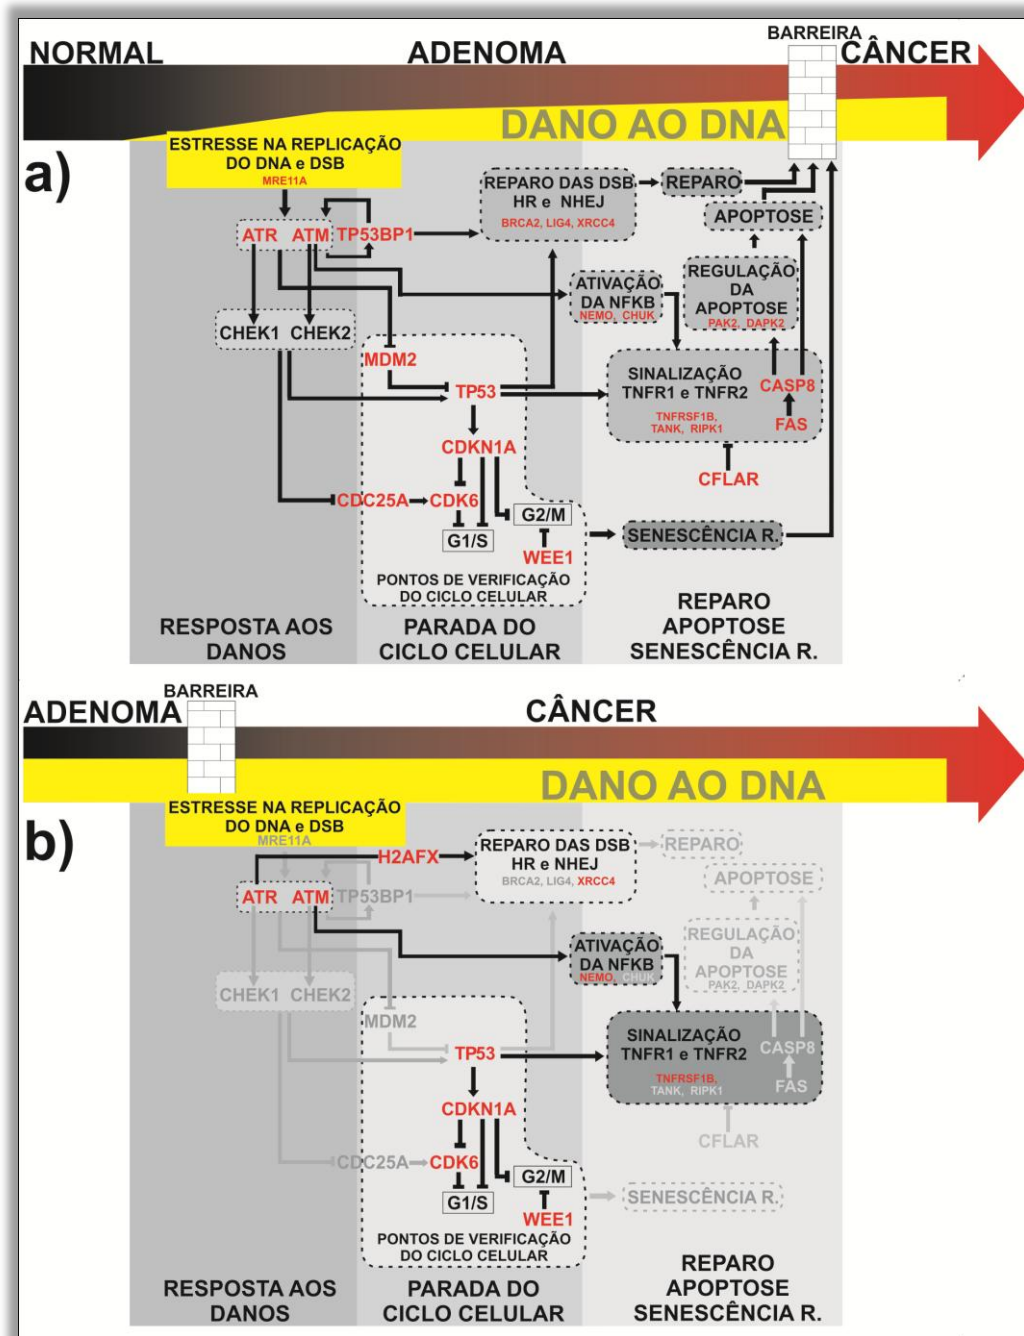 NORMAL
ADENOMA
BARREIRA
CÂNCER
DANO AO DNA
a)
ESTRESSE NA REPLICAÇÃO
DO DNA e DSB
MRE11A
ATR ATM TP53BP1
REPARO DAS DSB
HR e NHEJ
BRCA2, LIG4, XRCC4
REPARO
APOPTOSE
REGULAÇÃO
DA
APOPTOSE
PAK2, DAPK2
ATIVAÇÃO
DA NFKB
NEMO, CHUK
CHEK1 CHEK2
MDM2
TP53
SINALIZAÇÃO
TNFR1 e TNFR2
TNFRSF1B,
TANK, RIPK1
CASP8
FAS
CDKN1A
CFLAR
CDC25A
CDK6
G2/M
G1/S
WEE1
SENESCÊNCIA R.
PONTOS DE VERIFICAÇÃO
DO CICLO CELULAR
RESPOSTA AOS
DANOS
PARADA DO
CICLO CELULAR
REPARO
APOPTOSE
SENESCÊNCIA R.
ADENOMA
BARREIRA
CÂNCER
DANO AO DNA
b)
ESTRESSE NA REPLICAÇÃO
DO DNA e DSB
MRE11A
H2AFX
ATR ATM TP53BP1
REPARO DAS DSB
HR e NHEJ
BRCA2, LIG4, XRCC4
REPARO
APOPTOSE
REGULAÇÃO
DA
APOPTOSE
PAK2, DAPK2
ATIVAÇÃO
DA NFKB
NEMO, CHUK
CHEK1 CHEK2
MDM2
TP53
SINALIZAÇÃO
TNFR1 e TNFR2
TNFRSF1B,
TANK, RIPK1
CASP8
FAS
CDKN1A
CFLAR
CDC25A
CDK6
G2/M
G1/S
WEE1
SENESCÊNCIA R.
PONTOS DE VERIFICAÇÃO
DO CICLO CELULAR
RESPOSTA AOS
DANOS
PARADA DO
CICLO CELULAR
REPARO
APOPTOSE
SENESCÊNCIA R.